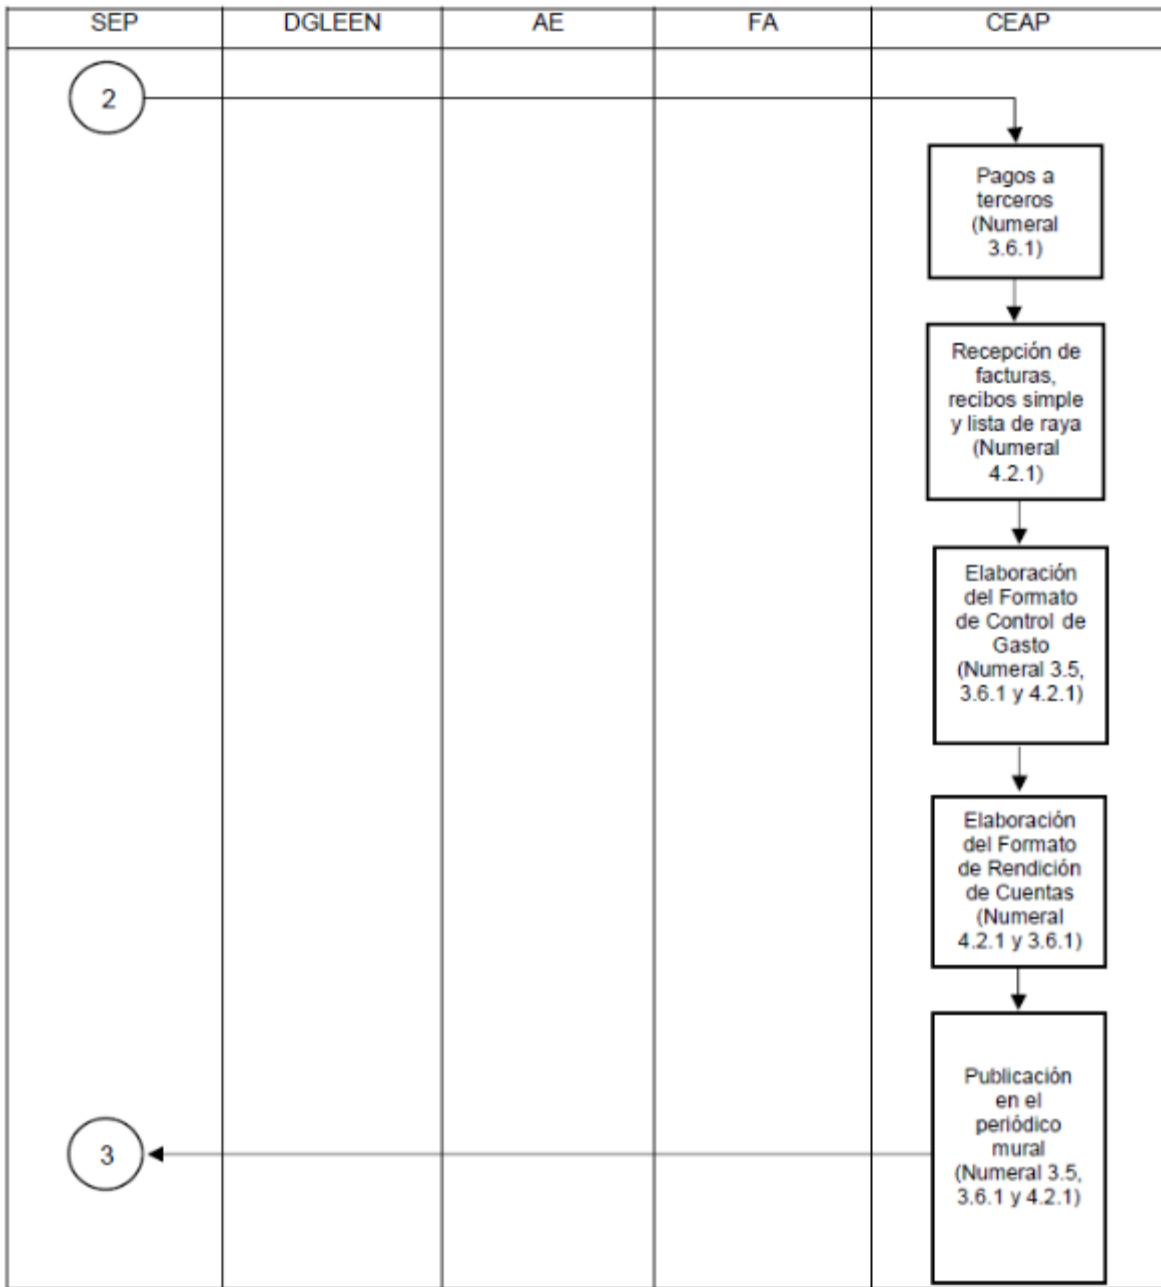 SEP
DGLEEN
AE
FA
CEAP
2
Pagos a
terceros
(Numeral
3.6.1)
Recepción de
facturas,
recibos simple
y lista de raya
(Numeral
4.2.1)
Elaboración
del Formato
de Control de
Gasto
(Numeral 3.5,
3.6.1 y 4.2.1)
Elaboración
del Formato
de Rendición
de Cuentas
(Numeral
4.2.1 y 3.6.1)
Publicación
en el
periódico
mural
(Numeral 3.5,
3.6.1 y 4.2.1)
3